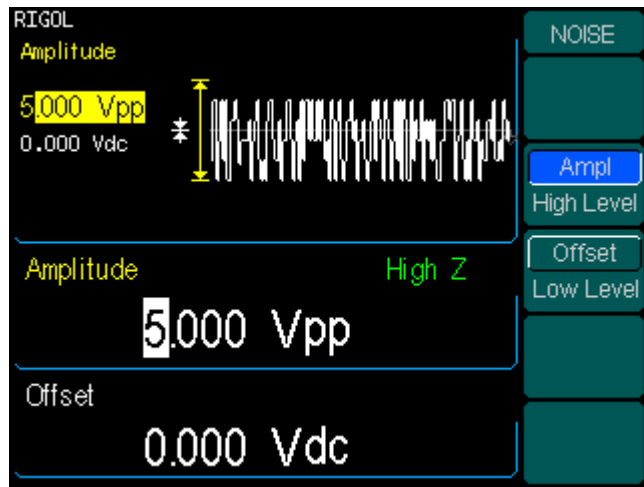 RIGOL
Amplitude
5.000 Vpp
0.000 Vdc
Amplitude High Z
5.000 Vpp
Offset
0.000 Vdc
NOISE
Ampl
High Level
Offset
Low Level